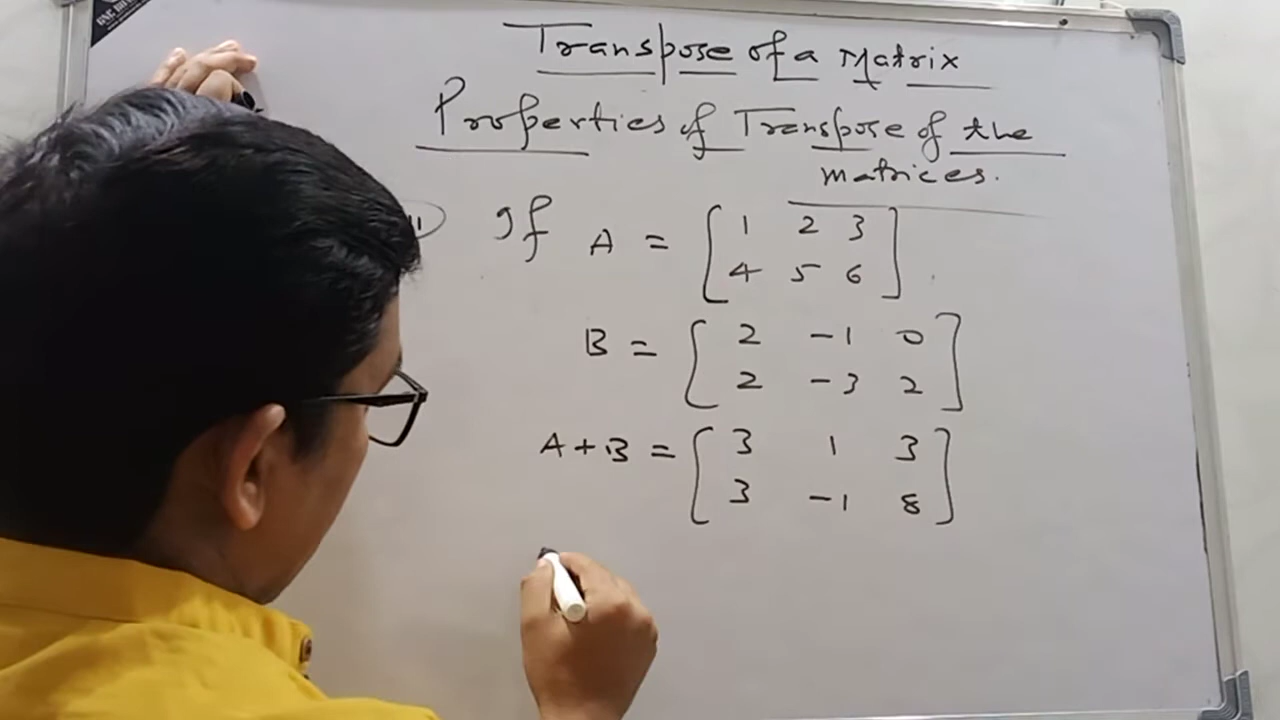 Transpose of a Matrix
Properties of Transpose of the
matrices.
If A = [ 1 2 3
4 5 6 ]
B = [ 2 -1 0
2 -3 2 ]
A+B = [ 3 1 3
3 -1 8 ]